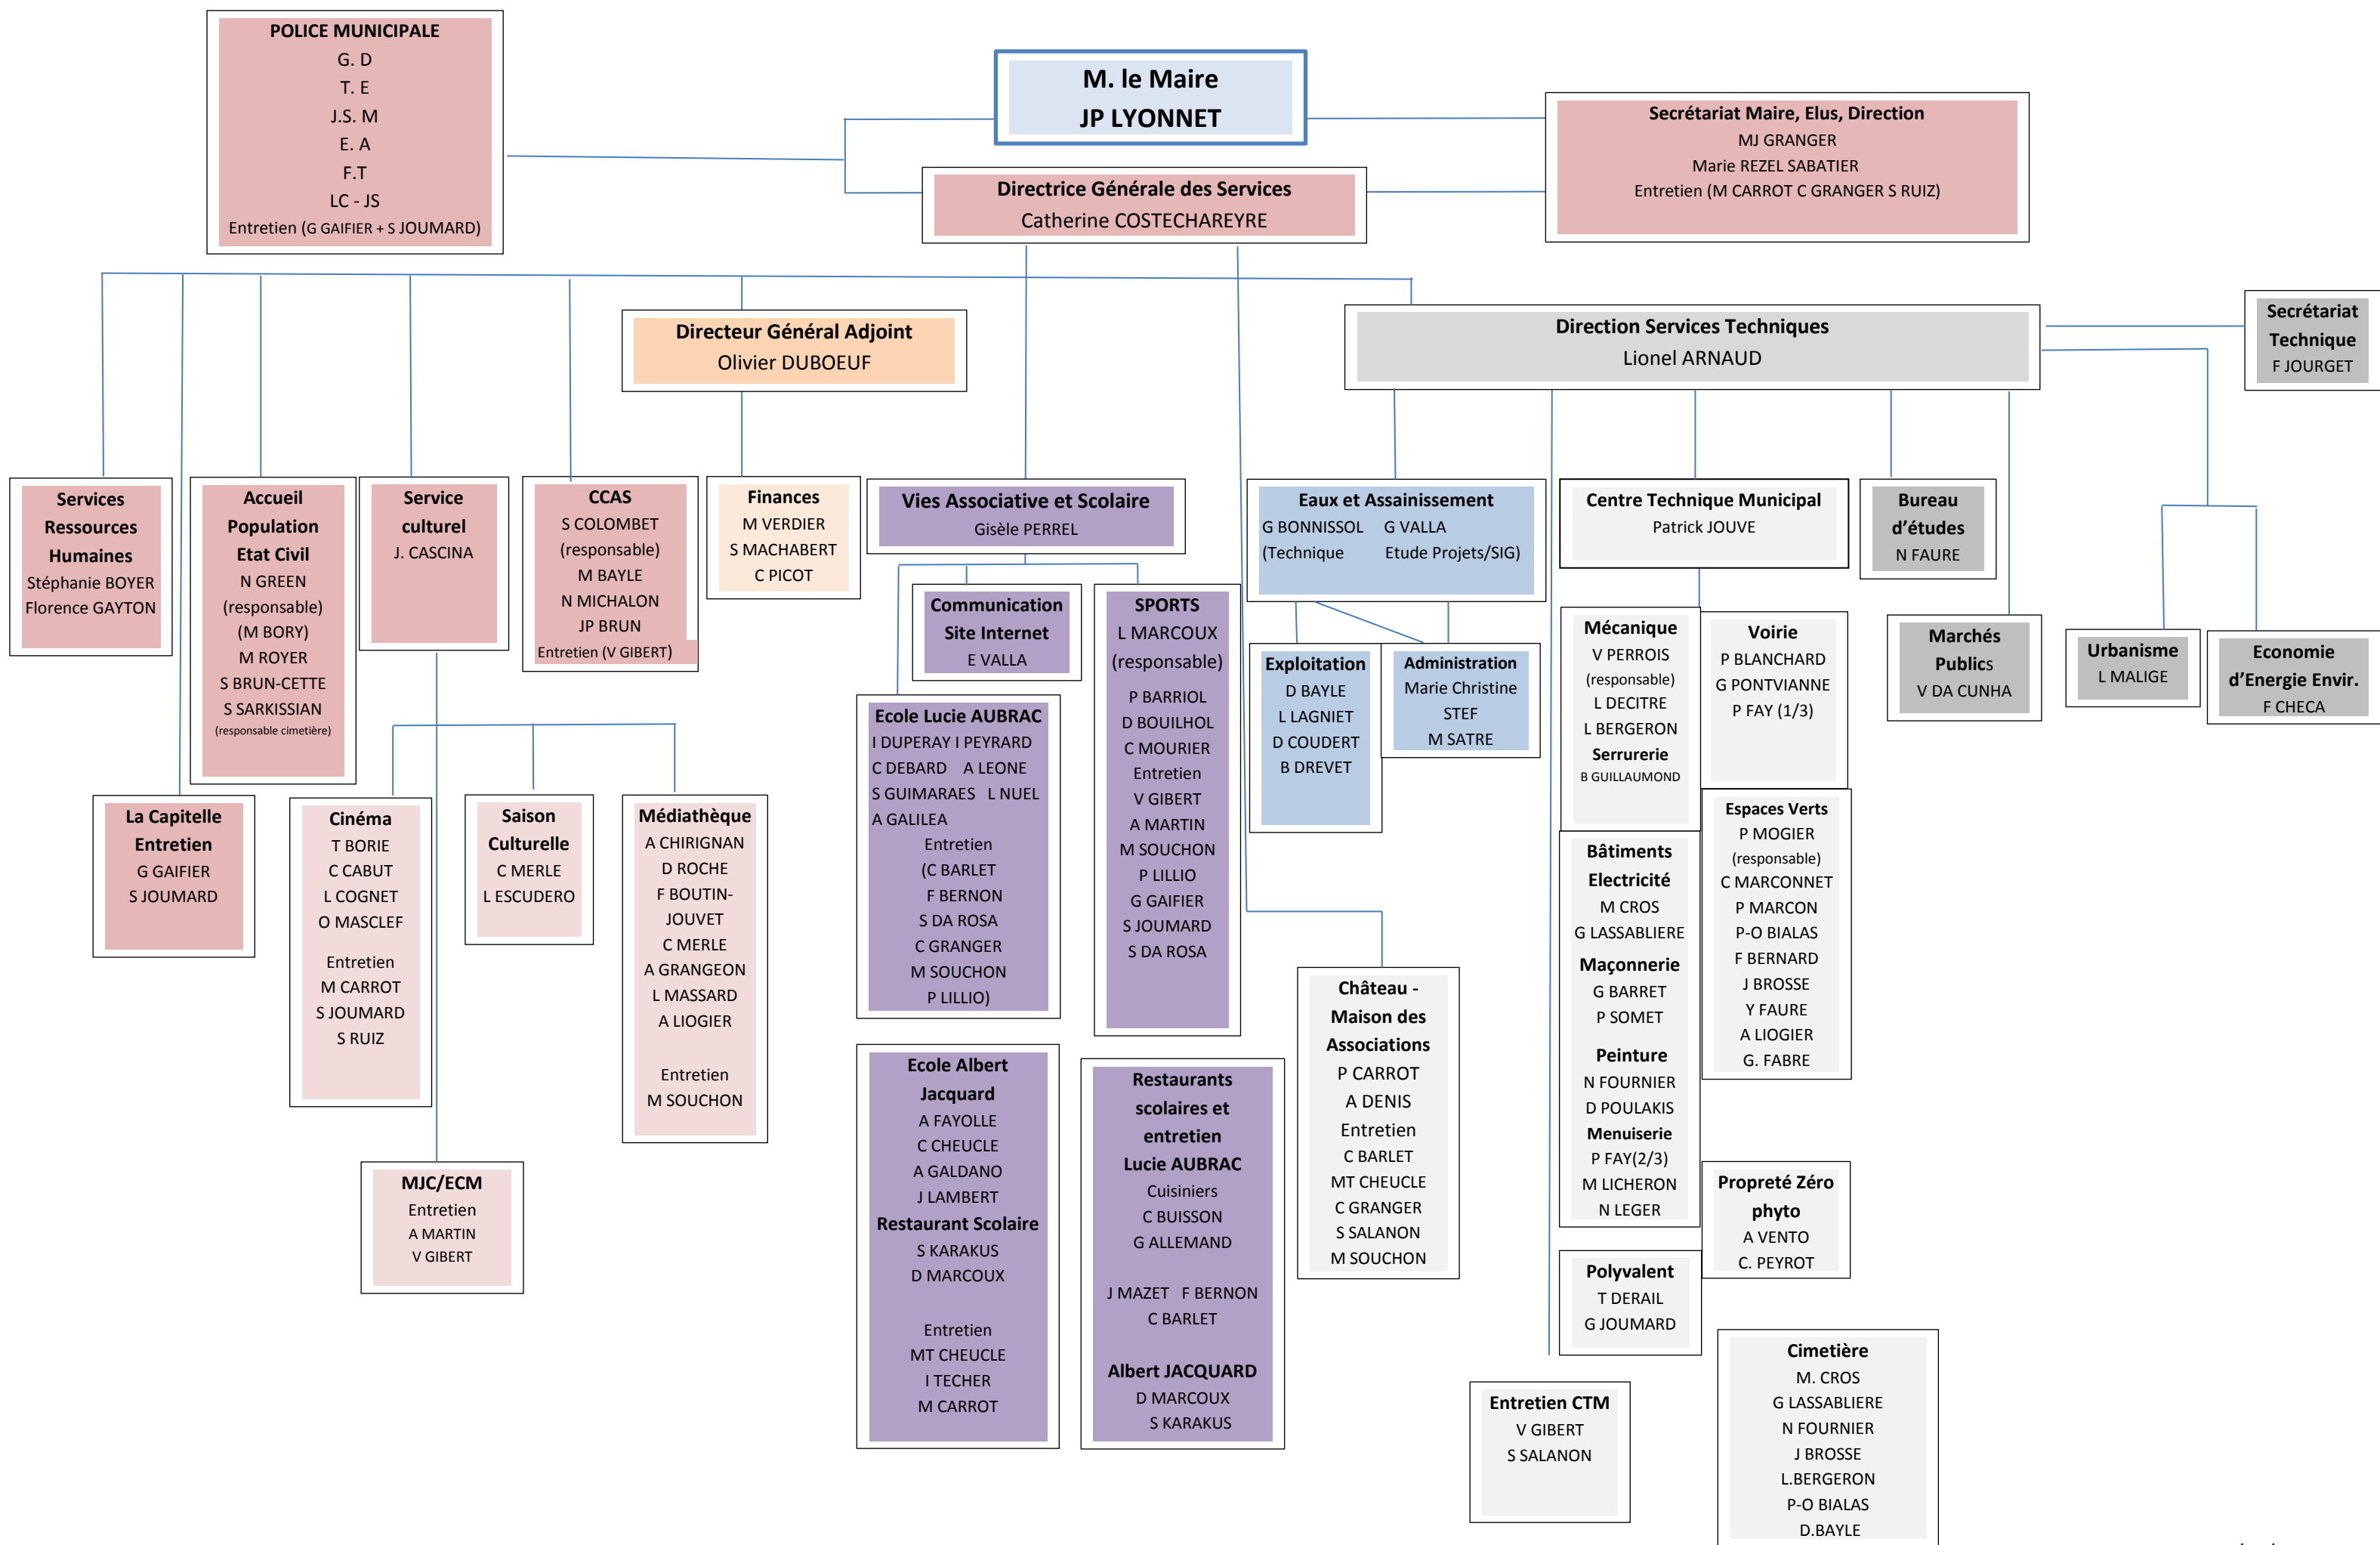 POLICE MUNICIPALE
G. D
T. E
J.S. M
E. A
F.T
LC - JS
Entretien (G GAIFIER + S JOUMARD)
M. le Maire
JP LYONNET
Secrétariat Maire, Elus, Direction
MJ GRANGER
Marie REZEL SABATIER
Entretien (M CARROT C GRANGER S RUIZ)
Directrice Générale des Services
Catherine COSTECHAREYRE
Directeur Général Adjoint
Olivier DUBOEUF
Direction Services Techniques
Lionel ARNAUD
Secrétariat
Technique
F JOURGET
Services
Ressources
Humaines
Stéphanie BOYER
Florence GAYTON
Accueil
Population
Etat Civil
N GREEN
(responsable)
(M BORY)
M ROYER
S BRUN-CETTE
S SARKISSIAN
(responsable cimetière)
Service
culturel
J. CASCINA
CCAS
S COLOMBET
(responsable)
M BAYLE
N MICHALON
JP BRUN
Entretien (V GIBERT)
Finances
M VERDIER
S MACHABERT
C PICOT
Vies Associative et Scolaire
Gisèle PERREL
Eaux et Assainissement
G BONNISSOL G VALLA
(Technique Etude Projets/SIG)
Centre Technique Municipal
Patrick JOUVE
Bureau
d'études
N FAURE
Communication
Site Internet
E VALLA
SPORTS
L MARCOUX
(responsable)
P BARRIOL
D BOUILHOL
C MOURIER
Entretien
V GIBERT
A MARTIN
M SOUCHON
P LILLIO
G GAIFIER
S JOUMARD
S DA ROSA
Exploitation
D BAYLE
L LAGNIET
D COUDERT
B DREVET
Administration
Marie Christine
STEF
M SATRE
Mécanique
V PERROIS
(responsable)
L DECITRE
L BERGERON
Serrurerie
B GUILLAUMOND
Voirie
P BLANCHARD
G PONTVIANNE
P FAY (1/3)
Marchés
Publics
V DA CUNHA
Urbanisme
L MALIGE
Economie
d'Energie Envir.
F CHECA
La Capitelle
Entretien
G GAIFIER
S JOUMARD
Cinéma
T BORIE
C CABUT
L COGNET
O MASCLEF
Entretien
M CARROT
S JOUMARD
S RUIZ
Saison
Culturelle
C MERLE
L ESCUDERO
Médiathèque
A CHIRIGNAN
D ROCHE
F BOUTIN-
JOUVET
C MERLE
A GRANGEON
L MASSARD
A LIOGIER
Entretien
M SOUCHON
Ecole Lucie AUBRAC
I DUPERAY I PEYRARD
C DEBARD A LEONE
S GUIMARAES L NUEL
A GALILEA
Entretien
(C BARLET
F BERNON
S DA ROSA
C GRANGER
M SOUCHON
P LILLIO)
Bâtiments
Electricité
M CROS
G LASSABLIERE
Maçonnerie
G BARRET
P SOMET
Peinture
N FOURNIER
D POULAKIS
Menuiserie
P FAY(2/3)
M LICHERON
N LEGER
Espaces Verts
P MOGIER
(responsable)
C MARCONNET
P MARCON
P-O BIALAS
F BERNARD
J BROSSE
Y FAURE
A LIOGIER
G. FABRE
Château -
Maison des
Associations
P CARROT
A DENIS
Entretien
C BARLET
MT CHEUCLE
C GRANGER
S SALANON
M SOUCHON
MJC/ECM
Entretien
A MARTIN
V GIBERT
Ecole Albert
Jacquard
A FAYOLLE
C CHEUCLE
A GALDANO
J LAMBERT
Restaurant Scolaire
S KARAKUS
D MARCOUX
Entretien
MT CHEUCLE
I TECHER
M CARROT
Restaurants
scolaires et
entretien
Lucie AUBRAC
Cuisiniers
C BUISSON
G ALLEMAND
J MAZET F BERNON
C BARLET
Albert JACQUARD
D MARCOUX
S KARAKUS
Propreté Zéro
phyto
A VENTO
C. PEYROT
Polyvalent
T DERAIL
G JOUMARD
Entretien CTM
V GIBERT
S SALANON
Cimetière
M. CROS
G LASSABLIERE
N FOURNIER
J BROSSE
L.BERGERON
P-O BIALAS
D.BAYLE